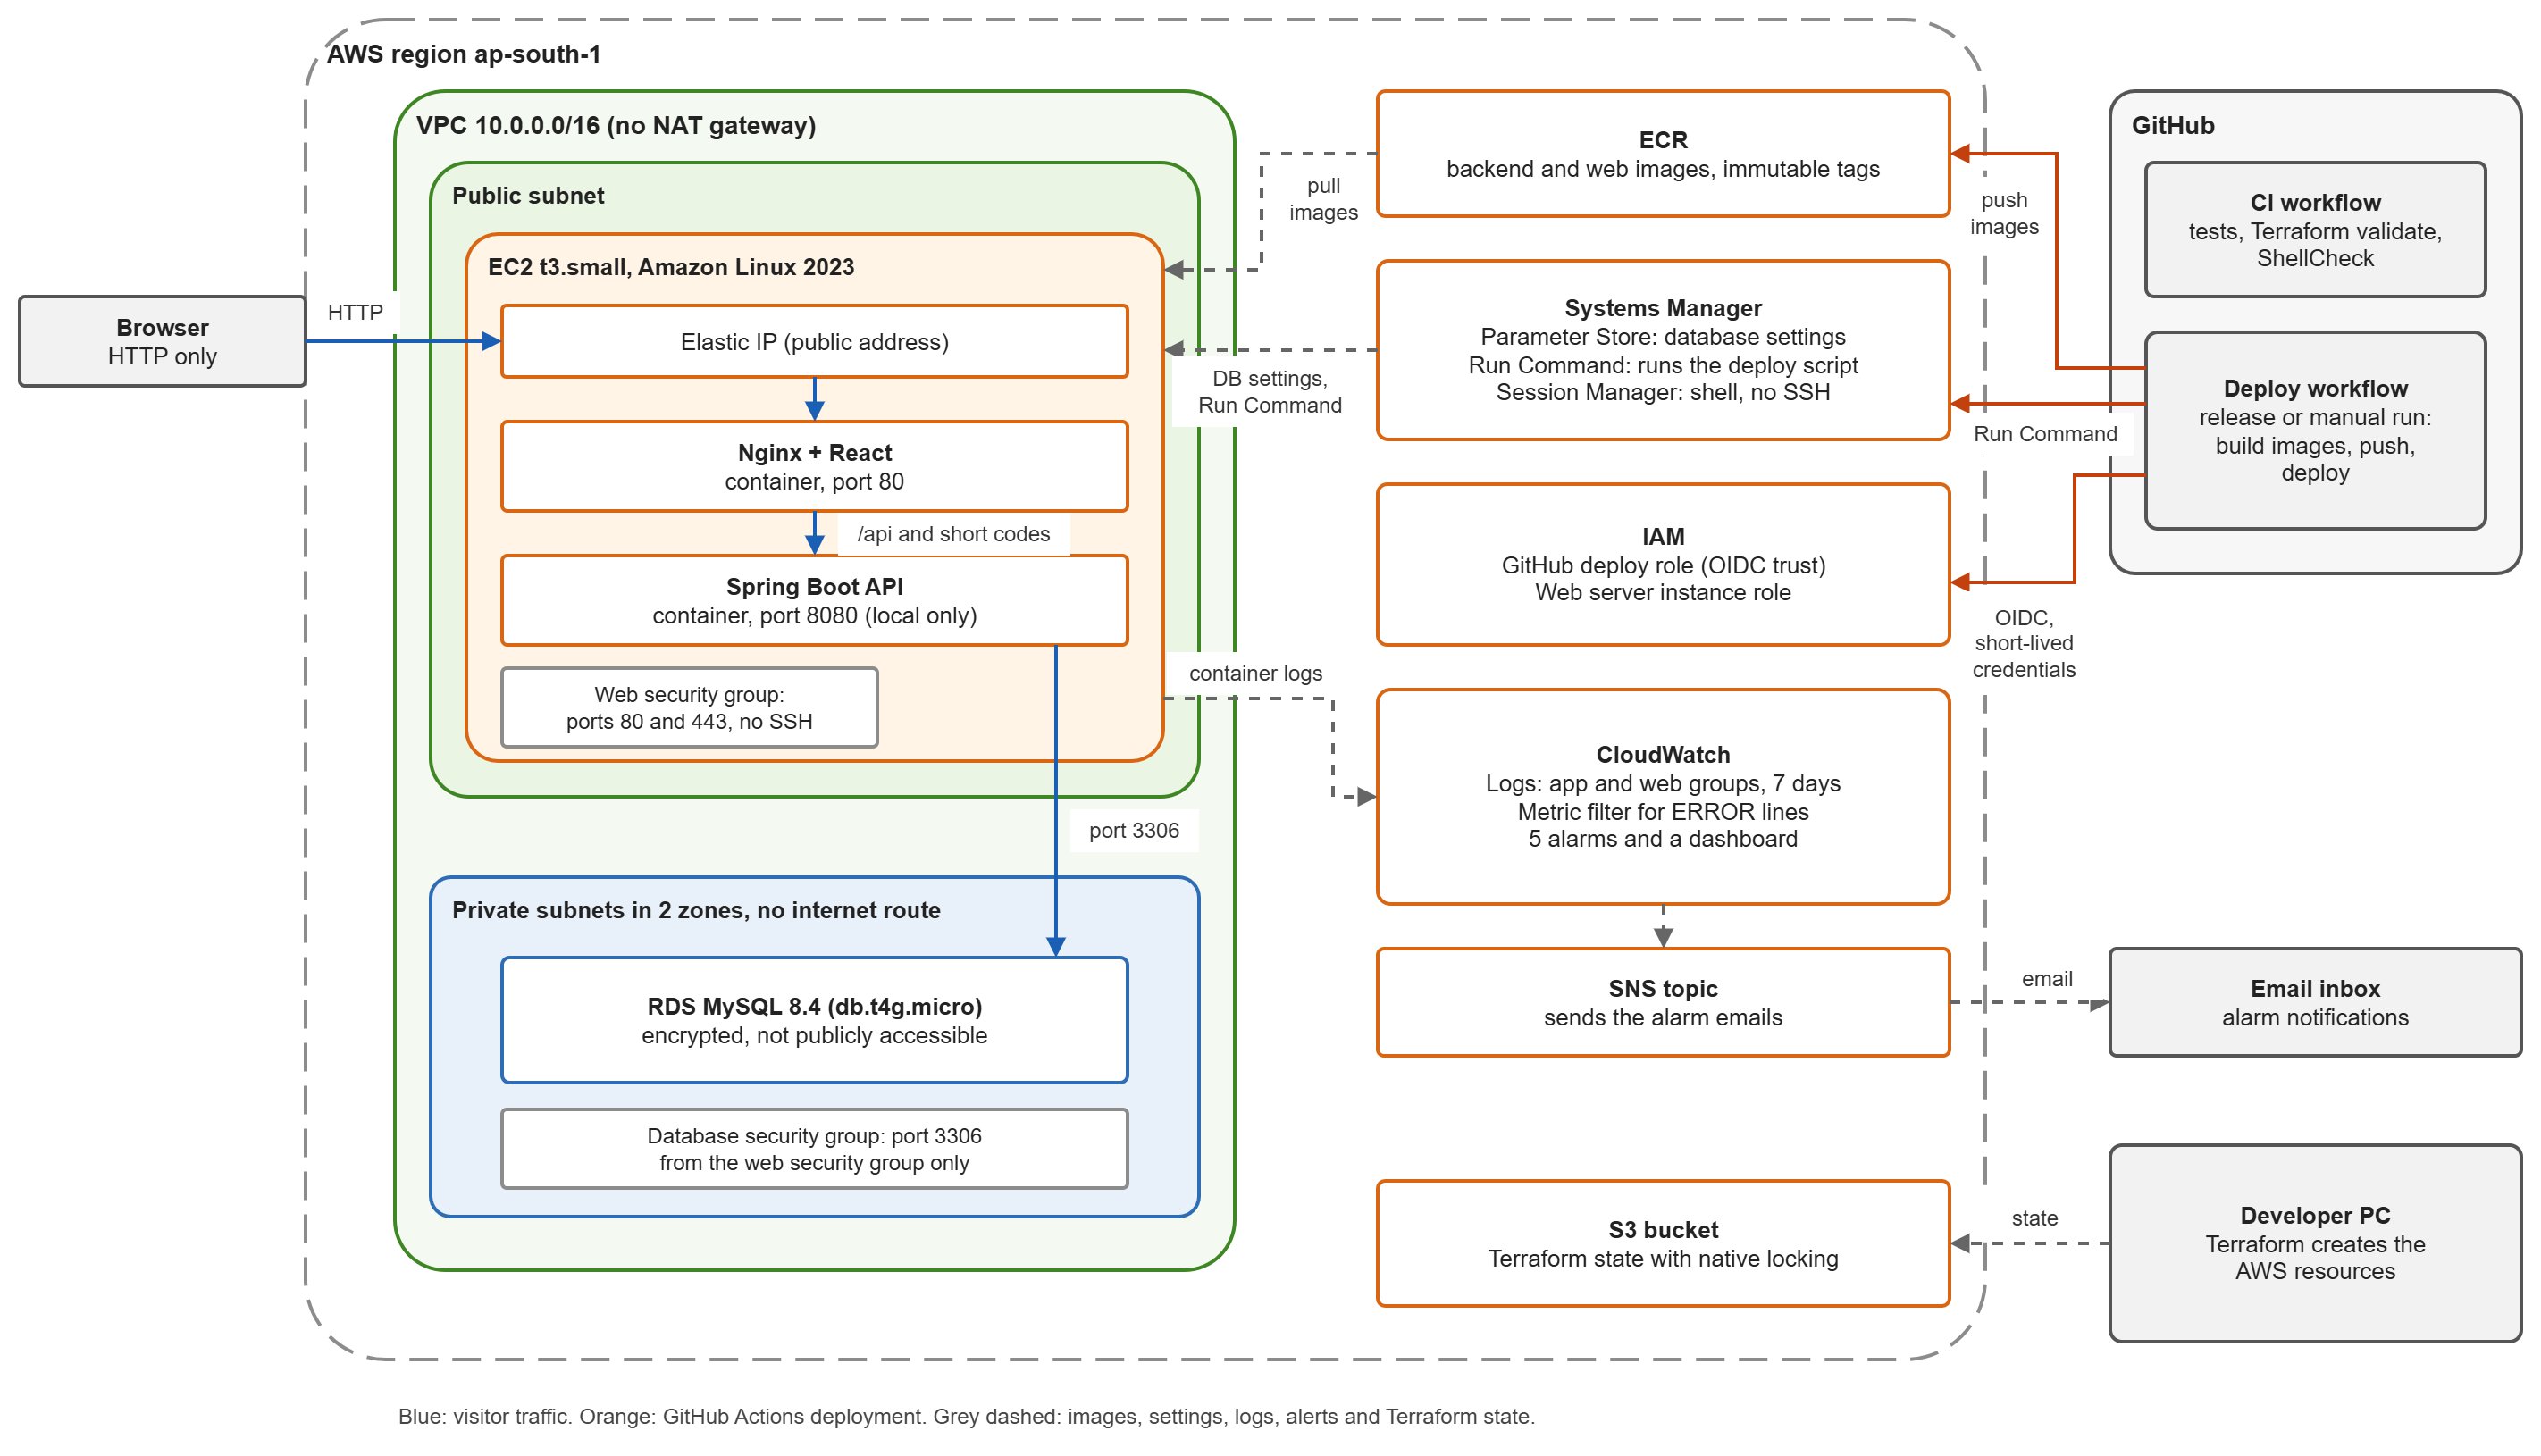 AWS region ap-south-1
VPC 10.0.0.0/16 (no NAT gateway)
Public subnet
EC2 t3.small, Amazon Linux 2023
Browser
HTTP only
HTTP
Elastic IP (public address)
Nginx + React
container, port 80
/api and short codes
Spring Boot API
container, port 8080 (local only)
Web security group:
ports 80 and 443, no SSH
port 3306
Private subnets in 2 zones, no internet route
RDS MySQL 8.4 (db.t4g.micro)
encrypted, not publicly accessible
Database security group: port 3306
from the web security group only
pull
images
DB settings,
Run Command
container logs
ECR
backend and web images, immutable tags
Systems Manager
Parameter Store: database settings
Run Command: runs the deploy script
Session Manager: shell, no SSH
IAM
GitHub deploy role (OIDC trust)
Web server instance role
CloudWatch
Logs: app and web groups, 7 days
Metric filter for ERROR lines
5 alarms and a dashboard
SNS topic
sends the alarm emails
S3 bucket
Terraform state with native locking
push
images
Run Command
OIDC,
short-lived
credentials
email
state
GitHub
CI workflow
tests, Terraform validate,
ShellCheck
Deploy workflow
release or manual run:
build images, push,
deploy
Email inbox
alarm notifications
Developer PC
Terraform creates the
AWS resources
Blue: visitor traffic. Orange: GitHub Actions deployment. Grey dashed: images, settings, logs, alerts and Terraform state.